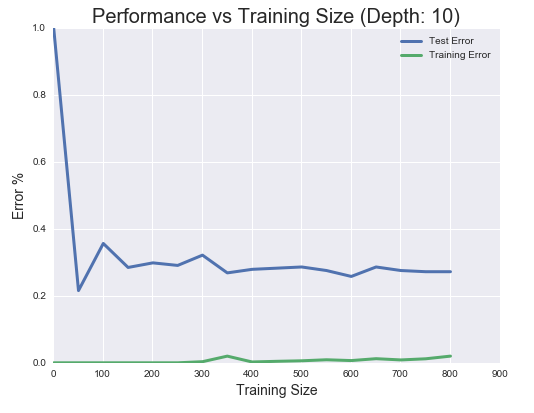 Performance vs Training Size (Depth: 10)
Test Error
Training Error
Error %
1.0
0.8
0.6
0.4
0.2
0.0
0 100 200 300 400 500 600 700 800 900
Training Size